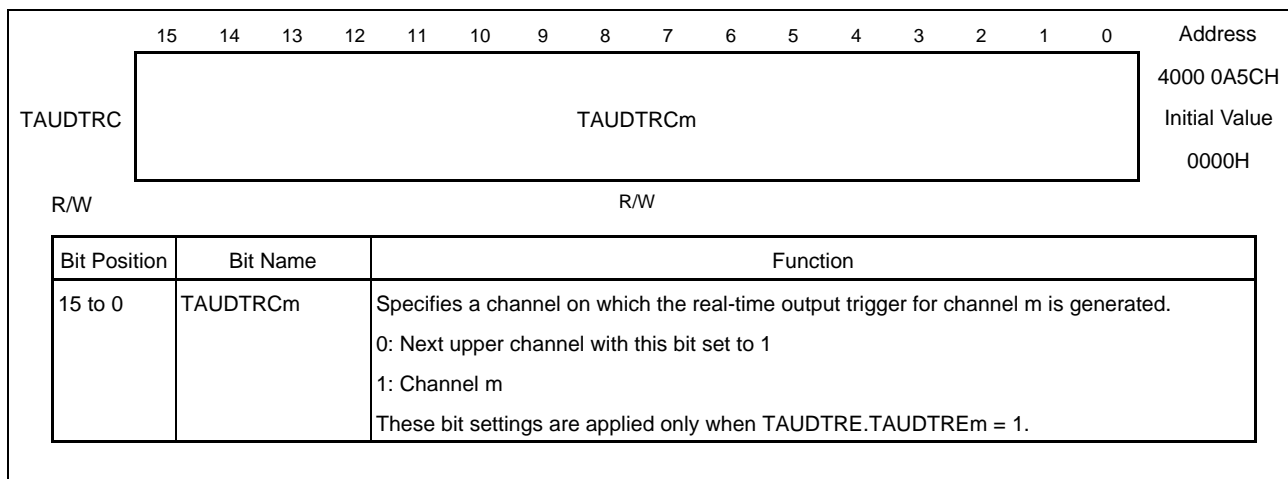 15 14 13 12 11 10 9 8 7 6 5 4 3 2 1 0 Address
4000 0A5CH
TAUDTRC TAUDTRCm Initial Value
0000H
R/W R/W
Bit Position Bit Name Function
15 to 0 TAUDTRCm Specifies a channel on which the real-time output trigger for channel m is generated.
0: Next upper channel with this bit set to 1
1: Channel m
These bit settings are applied only when TAUDTRE.TAUDTREm = 1.